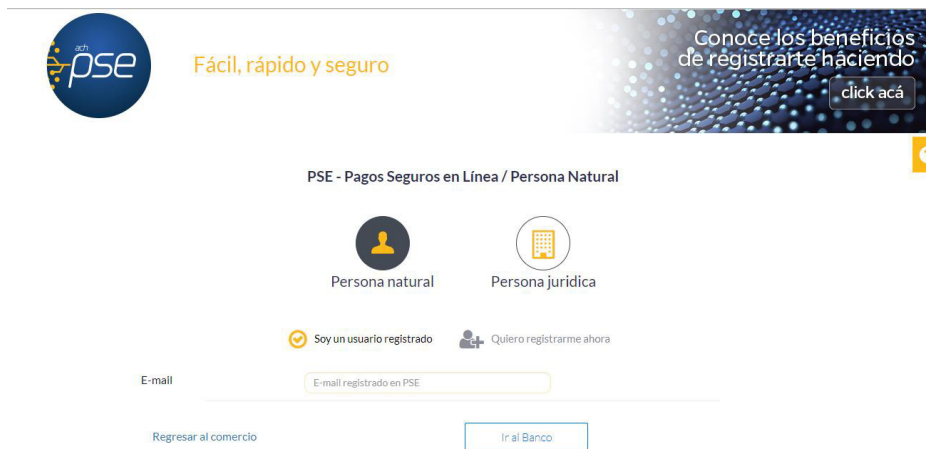 ach
pse
Fácil, rápido y seguro
Conoce los beneficios
de registrarte haciendo
click acá
PSE - Pagos Seguros en Línea / Persona Natural
Persona natural
Persona juridica
Soy un usuario registrado
Quiero registrarme ahora
E-mail
E-mail registrado en PSE
Regresar al comercio
Ir al Banco